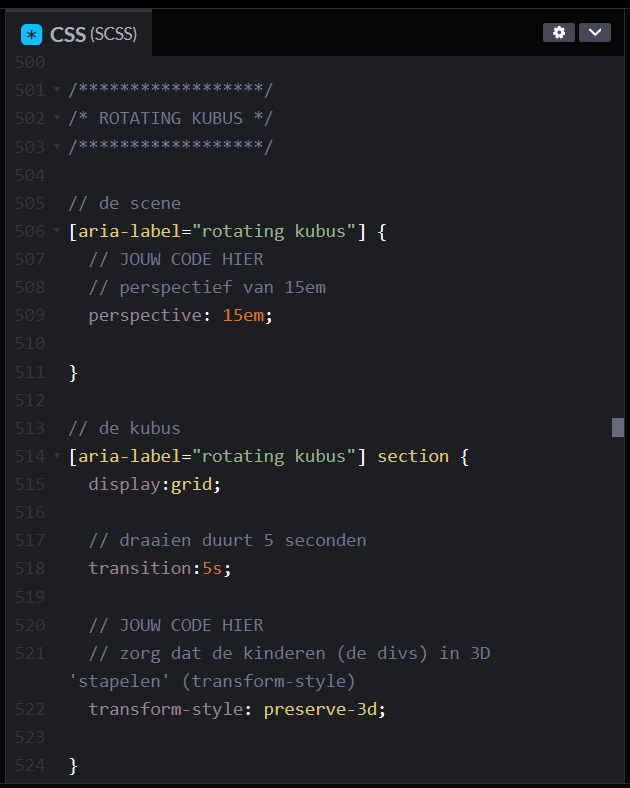 * CSS (SCSS)
500
501 /******************/
502 /* ROTATING KUBUS */
503 /******************/
504
505 // de scene
506 [aria-label="rotating kubus"] {
507 // JOUW CODE HIER
508 // perspectief van 15em
509 perspective: 15em;
510
511 }
512
513 // de kubus
514 [aria-label="rotating kubus"] section {
515 display:grid;
516
517 // draaien duurt 5 seconden
518 transition:5s;
519
520 // JOUW CODE HIER
521 // zorg dat de kinderen (de divs) in 3D
'stapelen' (transform-style)
522 transform-style: preserve-3d;
523
524 }